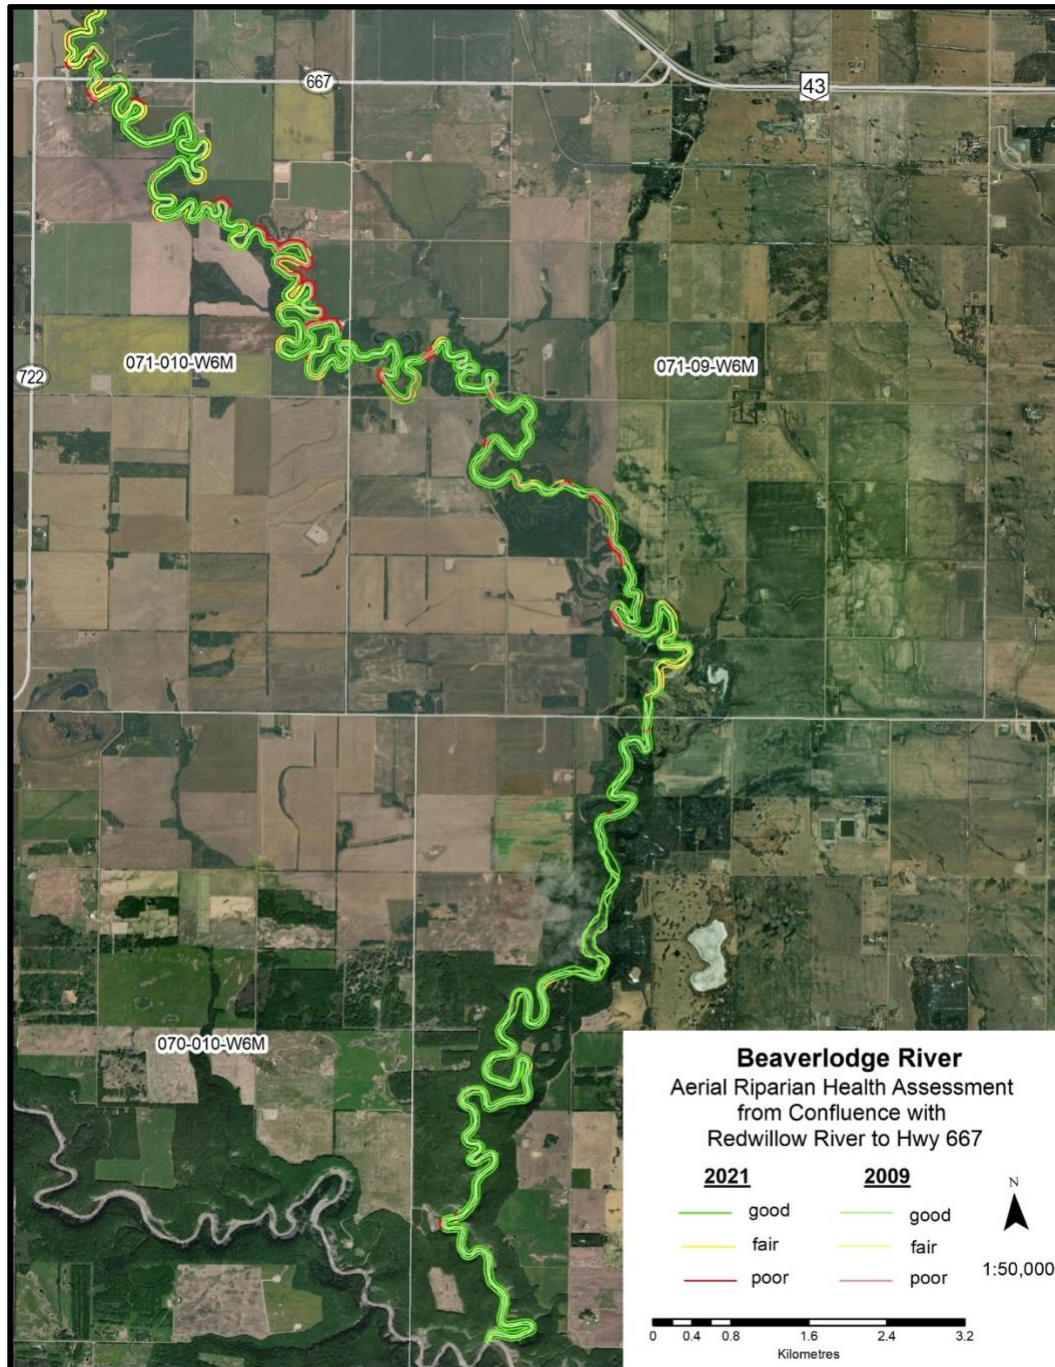 667
43
071-010-W6M
071-09-W6M
722
070-010-W6M
Beaverlodge River
Aerial Riparian Health Assessment
from Confluence with
Redwillow River to Hwy 667
2021 2009
good good
fair fair
poor poor
N
1:50,000
0 0.4 0.8 1.6 2.4 3.2
Kilometres